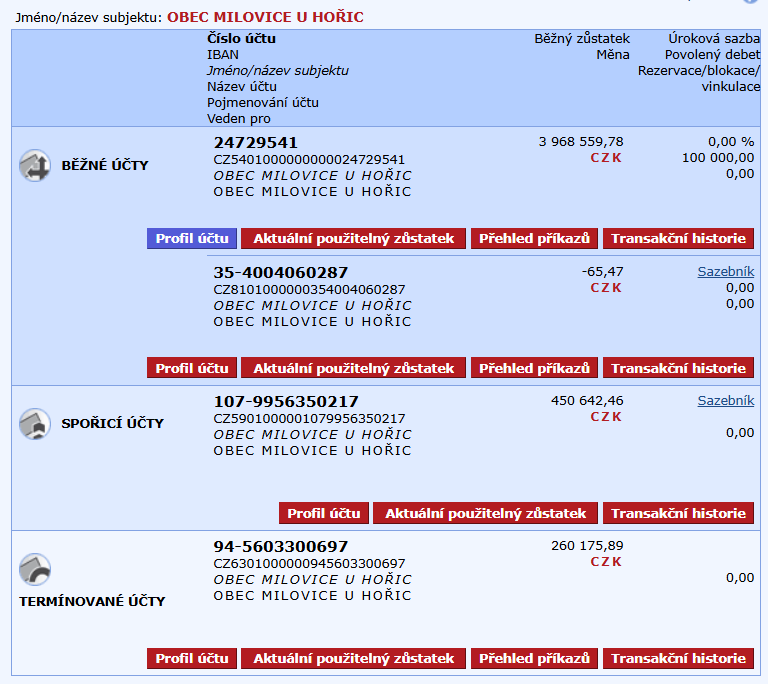 Jméno/název subjektu: OBEC MILOVICE U HOŘIC
Číslo účtu Běžný zůstatek Úroková sazba
IBAN Měna Povolený debet
Jméno/název subjektu Rezervace/blokace/
Název účtu vinkulace
Pojmenování účtu
Veden pro
BĚŽNÉ ÚČTY
24729541 3 968 559,78 0,00 %
CZ5401000000000024729541 CZK 100 000,00
OBEC MILOVICE U HOŘIC 0,00
OBEC MILOVICE U HOŘIC
Profil účtu Aktuální použitelný zůstatek Přehled příkazů Transakční historie
35-4004060287 -65,47 Sazebník
CZ8101000000354004060287 CZK 0,00
OBEC MILOVICE U HOŘIC 0,00
OBEC MILOVICE U HOŘIC
Profil účtu Aktuální použitelný zůstatek Přehled příkazů Transakční historie
SPOŘICÍ ÚČTY
107-9956350217 450 642,46 Sazebník
CZ5901000001079956350217 CZK
OBEC MILOVICE U HOŘIC 0,00
OBEC MILOVICE U HOŘIC
Profil účtu Aktuální použitelný zůstatek Transakční historie
TERMÍNOVANÉ ÚČTY
94-5603300697 260 175,89
CZ6301000000945603300697 CZK
OBEC MILOVICE U HOŘIC 0,00
OBEC MILOVICE U HOŘIC
Profil účtu Aktuální použitelný zůstatek Přehled příkazů Transakční historie